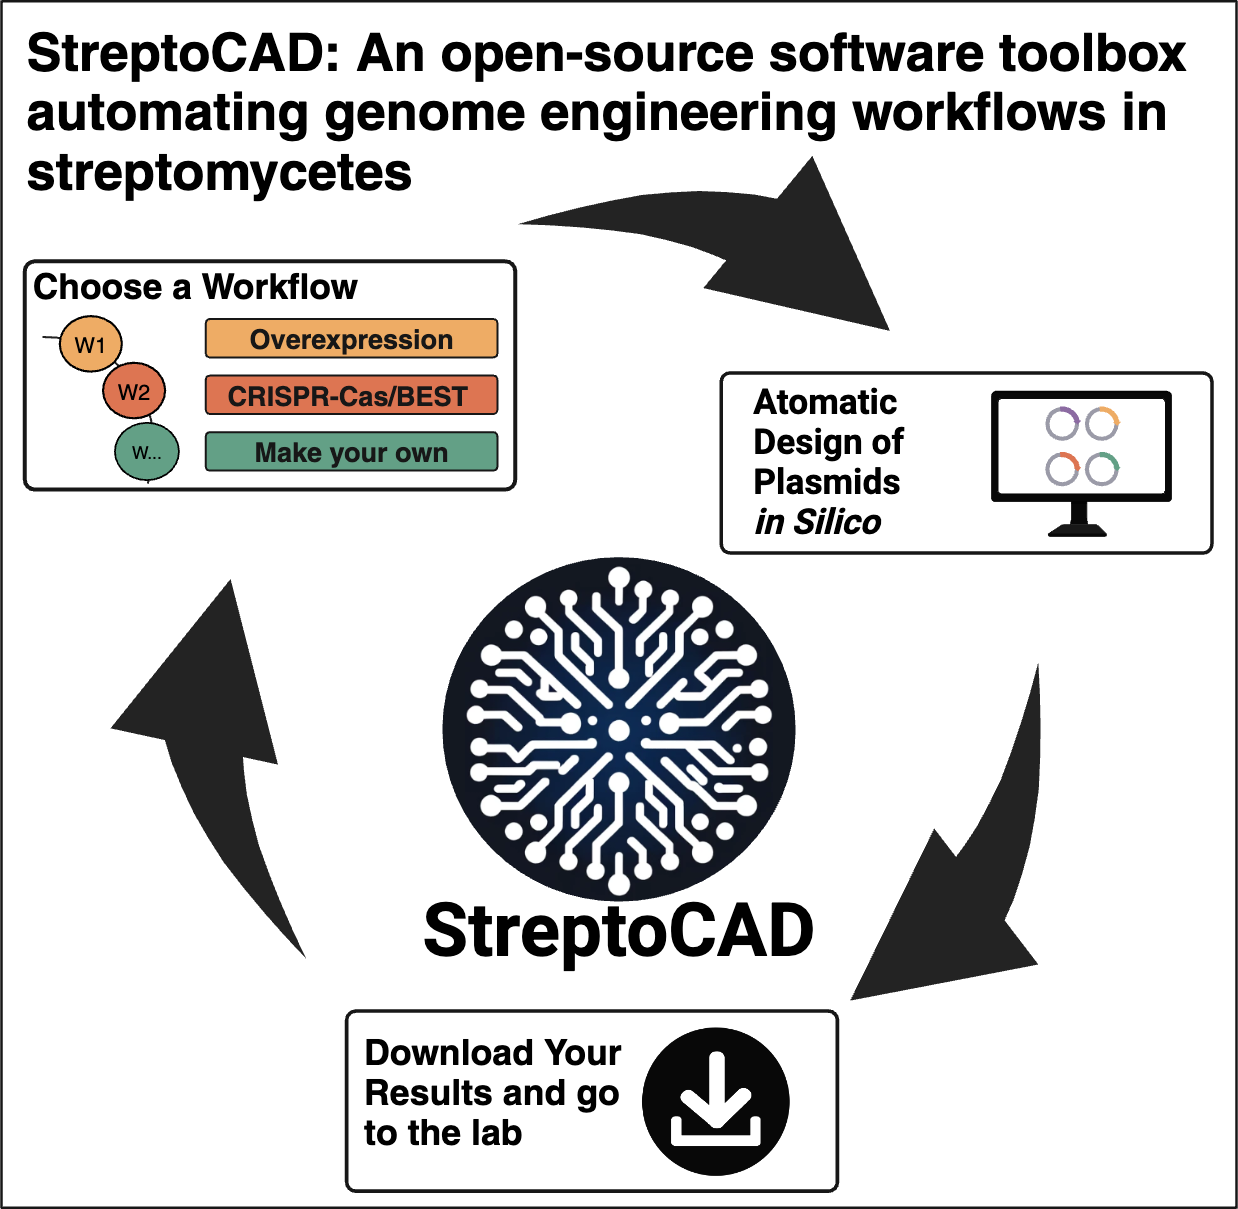 StreptoCAD: An open-source software toolbox
automating genome engineering workflows in
streptomycetes
Choose a Workflow
W1
Overexpression
W2
CRISPR-Cas/BEST
W...
Make your own
Atomatic
Design of
Plasmids
in Silico
StreptoCAD
Download Your
Results and go
to the lab